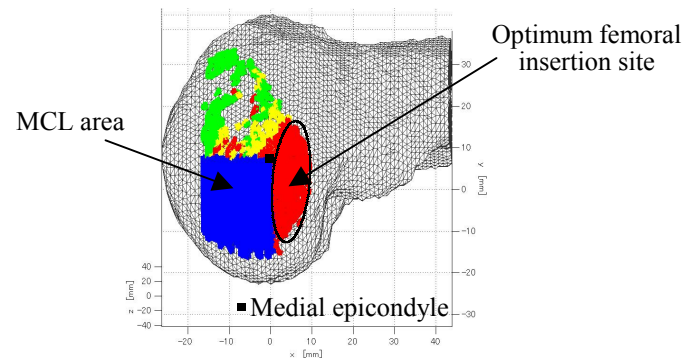 Optimum femoral
insertion site
MCL area
30
20
10
0
-10
-20
-30
y [mm]
40
20
0
-20
-40
z [mm]
Medial epicondyle
-20 -10 0 10 20 30 40
x [mm]